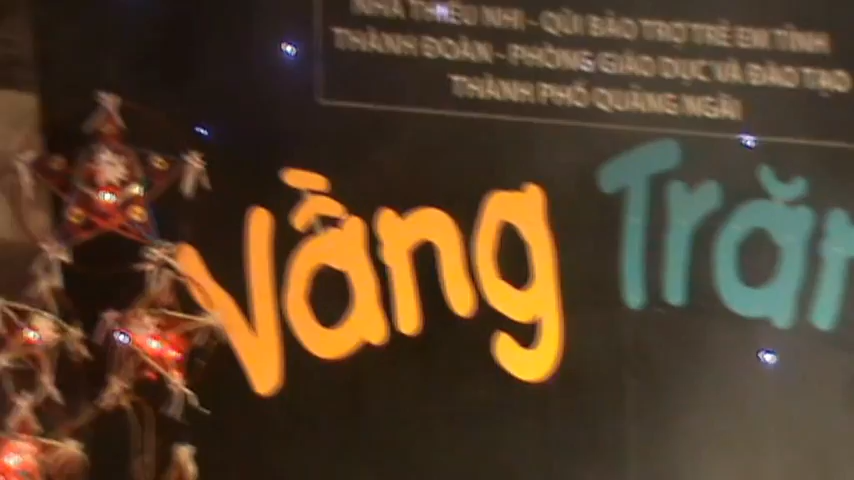 NHÀ THIẾU NHI - QŨI BẢO TRỢ TRẺ EM TỈNH
THÀNH ĐOÀN - PHÒNG GIÁO DỤC VÀ ĐÀO TẠO
THÀNH PHỐ QUẢNG NGÃI
Vầng Trăn